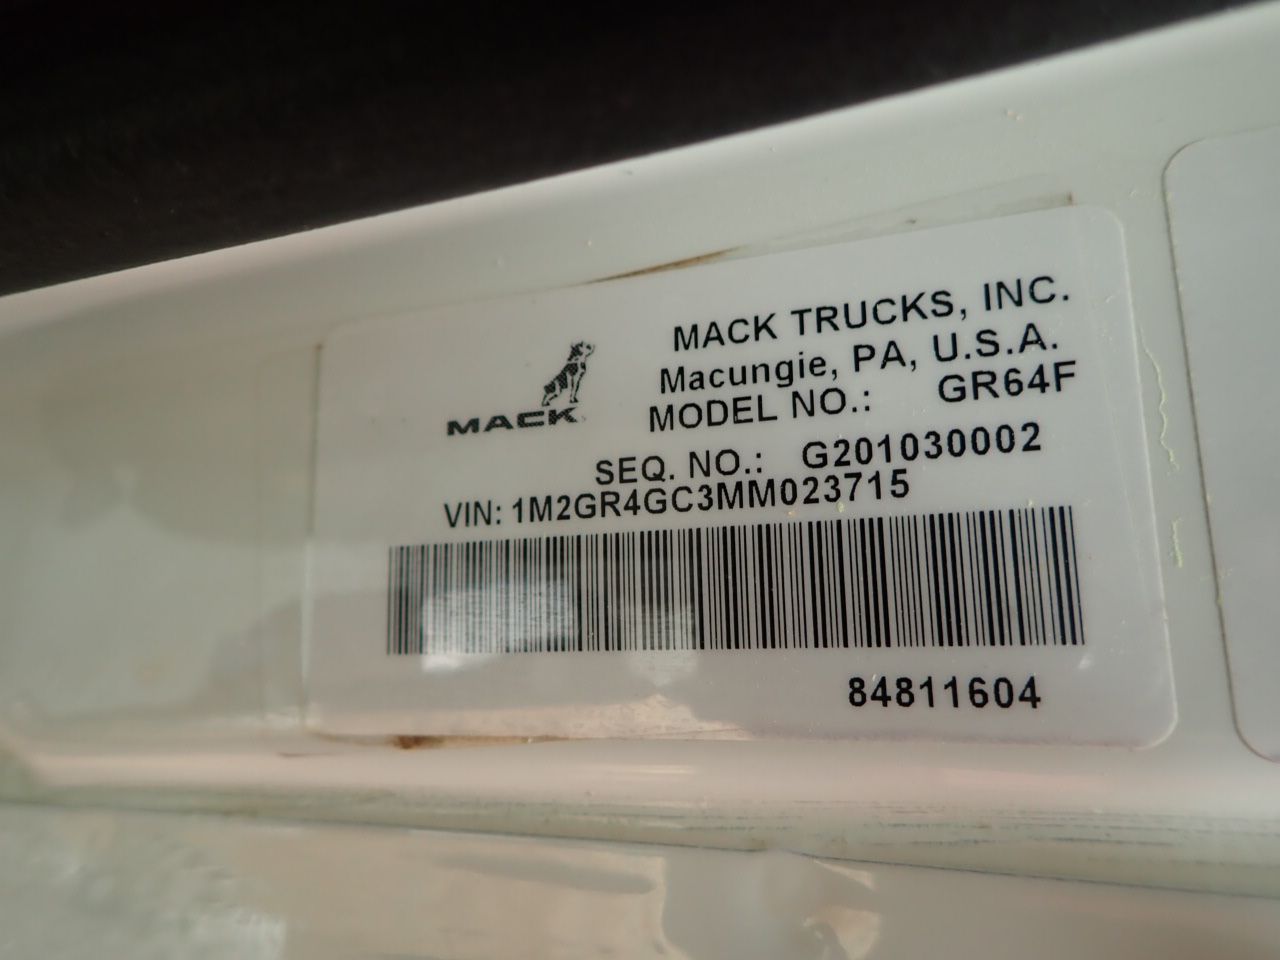 MACK TRUCKS, INC.
Macungie, PA, U.S.A.
MACK
MODEL NO.: GR64F
SEQ. NO.: G201030002
VIN: 1M2GR4GC3MM023715
84811604